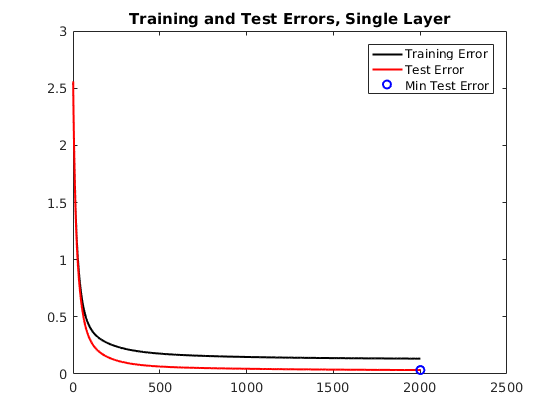 Training and Test Errors, Single Layer
3
2.5
2
1.5
1
0.5
0
0 500 1000 1500 2000 2500
Training Error
Test Error
Min Test Error